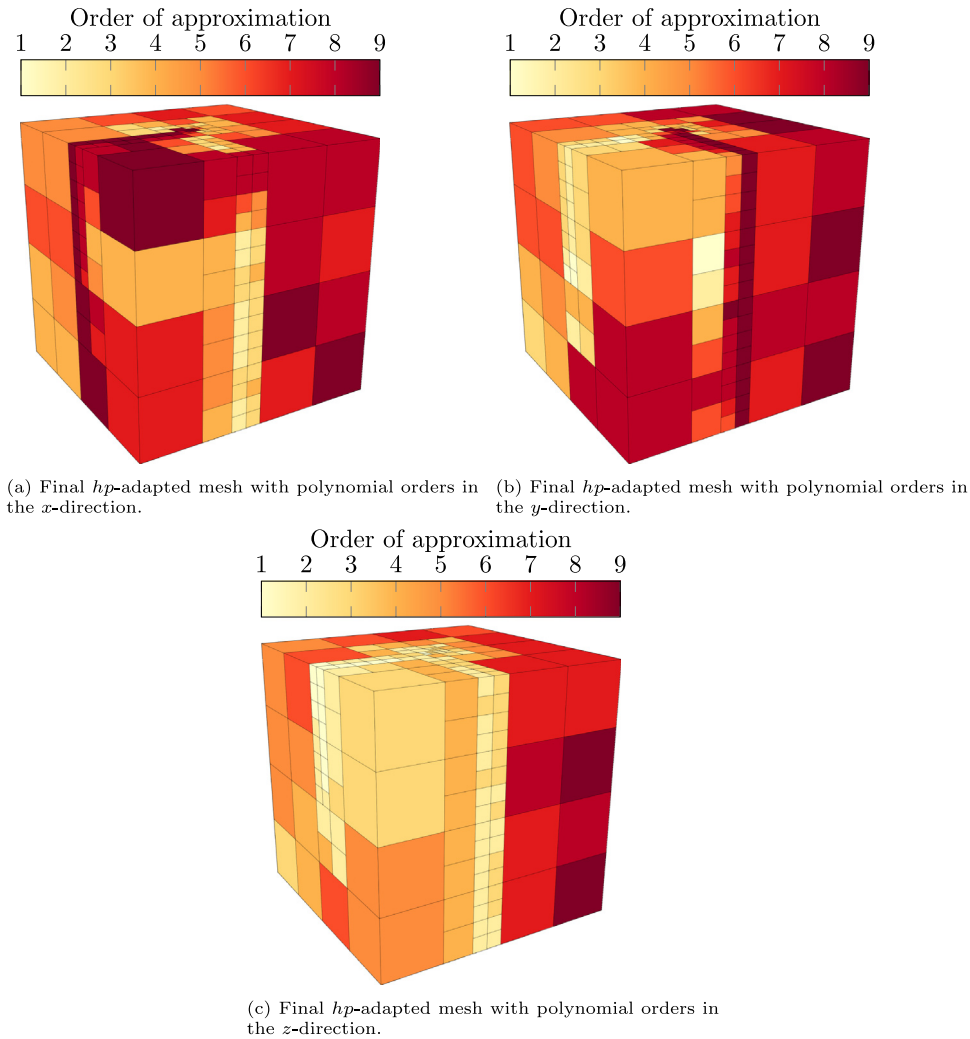 Order of approximation
1 2 3 4 5 6 7 8 9
(a) Final hp-adapted mesh with polynomial orders in
the x-direction.
Order of approximation
1 2 3 4 5 6 7 8 9
(b) Final hp-adapted mesh with polynomial orders in
the y-direction.
Order of approximation
1 2 3 4 5 6 7 8 9
(c) Final hp-adapted mesh with polynomial orders in
the z-direction.